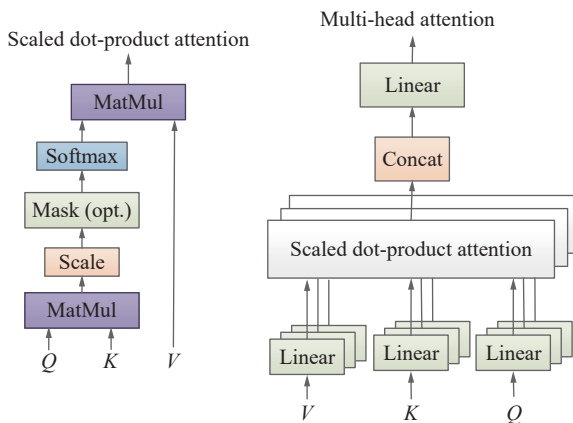 Scaled dot-product attention
MatMul
Softmax
Mask (opt.)
Scale
MatMul
Q K V
Multi-head attention
Linear
Concat
Scaled dot-product attention
Linear Linear Linear
V K Q